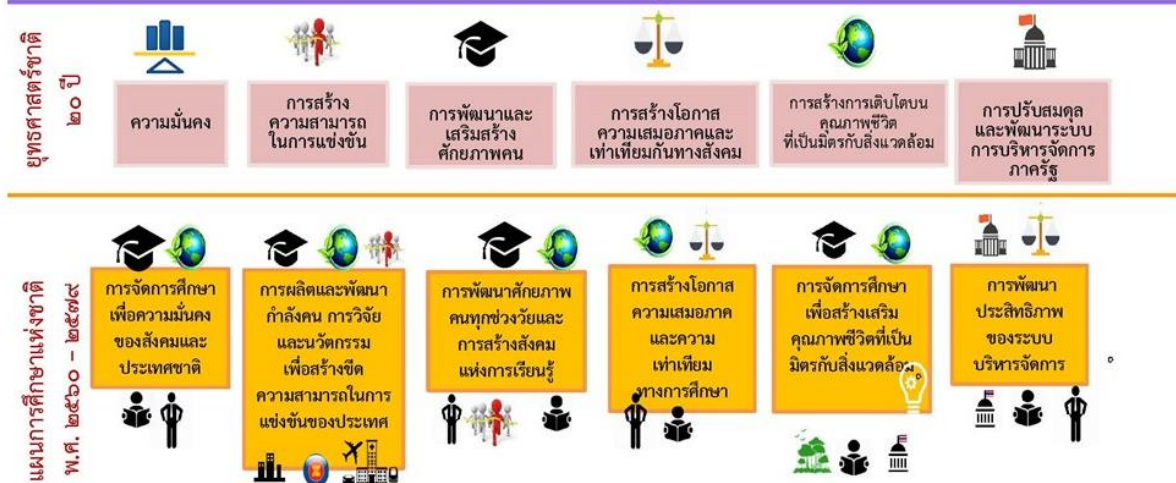 ยุทธศาสตร์ชาติ
๒๐ ปี
ความมั่นคง
การสร้าง
ความสามารถ
ในการแข่งขัน
การพัฒนาและ
เสริมสร้าง
ศักยภาพคน
การสร้างโอกาส
ความเสมอภาคและ
เท่าเทียมกันทางสังคม
การสร้างการเติบโตบน
คุณภาพชีวิต
ที่เป็นมิตรกับสิ่งแวดล้อม
การปรับสมดุล
และพัฒนาระบบ
การบริหารจัดการ
ภาครัฐ
แผนการศึกษาแห่งชาติ
พ.ศ. ๒๕๖๐ – ๒๕๗๙
การจัดการศึกษา
เพื่อความมั่นคง
ของสังคมและ
ประเทศชาติ
การผลิตและพัฒนา
กำลังคน การวิจัย
และนวัตกรรม
เพื่อสร้างขีด
ความสามารถในการ
แข่งขันของประเทศ
การพัฒนาศักยภาพ
คนทุกช่วงวัยและ
การสร้างสังคม
แห่งการเรียนรู้
การสร้างโอกาส
ความเสมอภาค
และความ
เท่าเทียม
ทางการศึกษา
การจัดการศึกษา
เพื่อสร้างเสริม
คุณภาพชีวิตที่เป็น
มิตรกับสิ่งแวดล้อม
การพัฒนา
ประสิทธิภาพ
ของระบบ
บริหารจัดการ